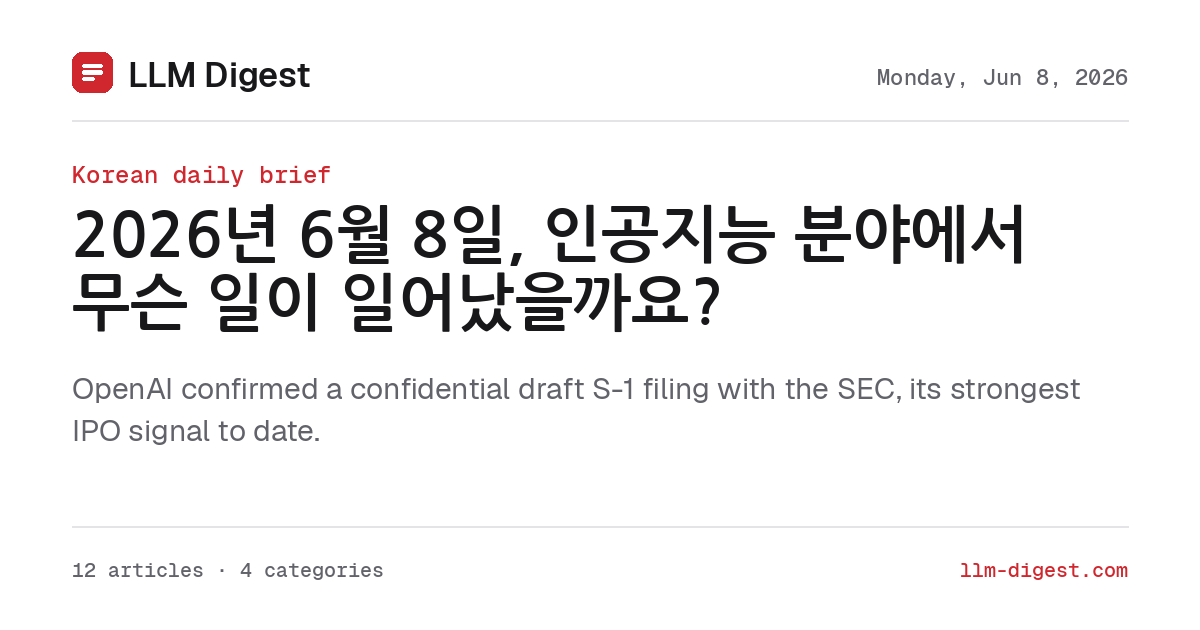 LLM Digest
Monday, Jun 8, 2026
Korean daily brief
2026년 6월 8일, 인공지능 분야에서
무슨 일이 일어났을까요?
OpenAI confirmed a confidential draft S-1 filing with the SEC, its strongest
IPO signal to date.
12 articles · 4 categories
llm-digest.com